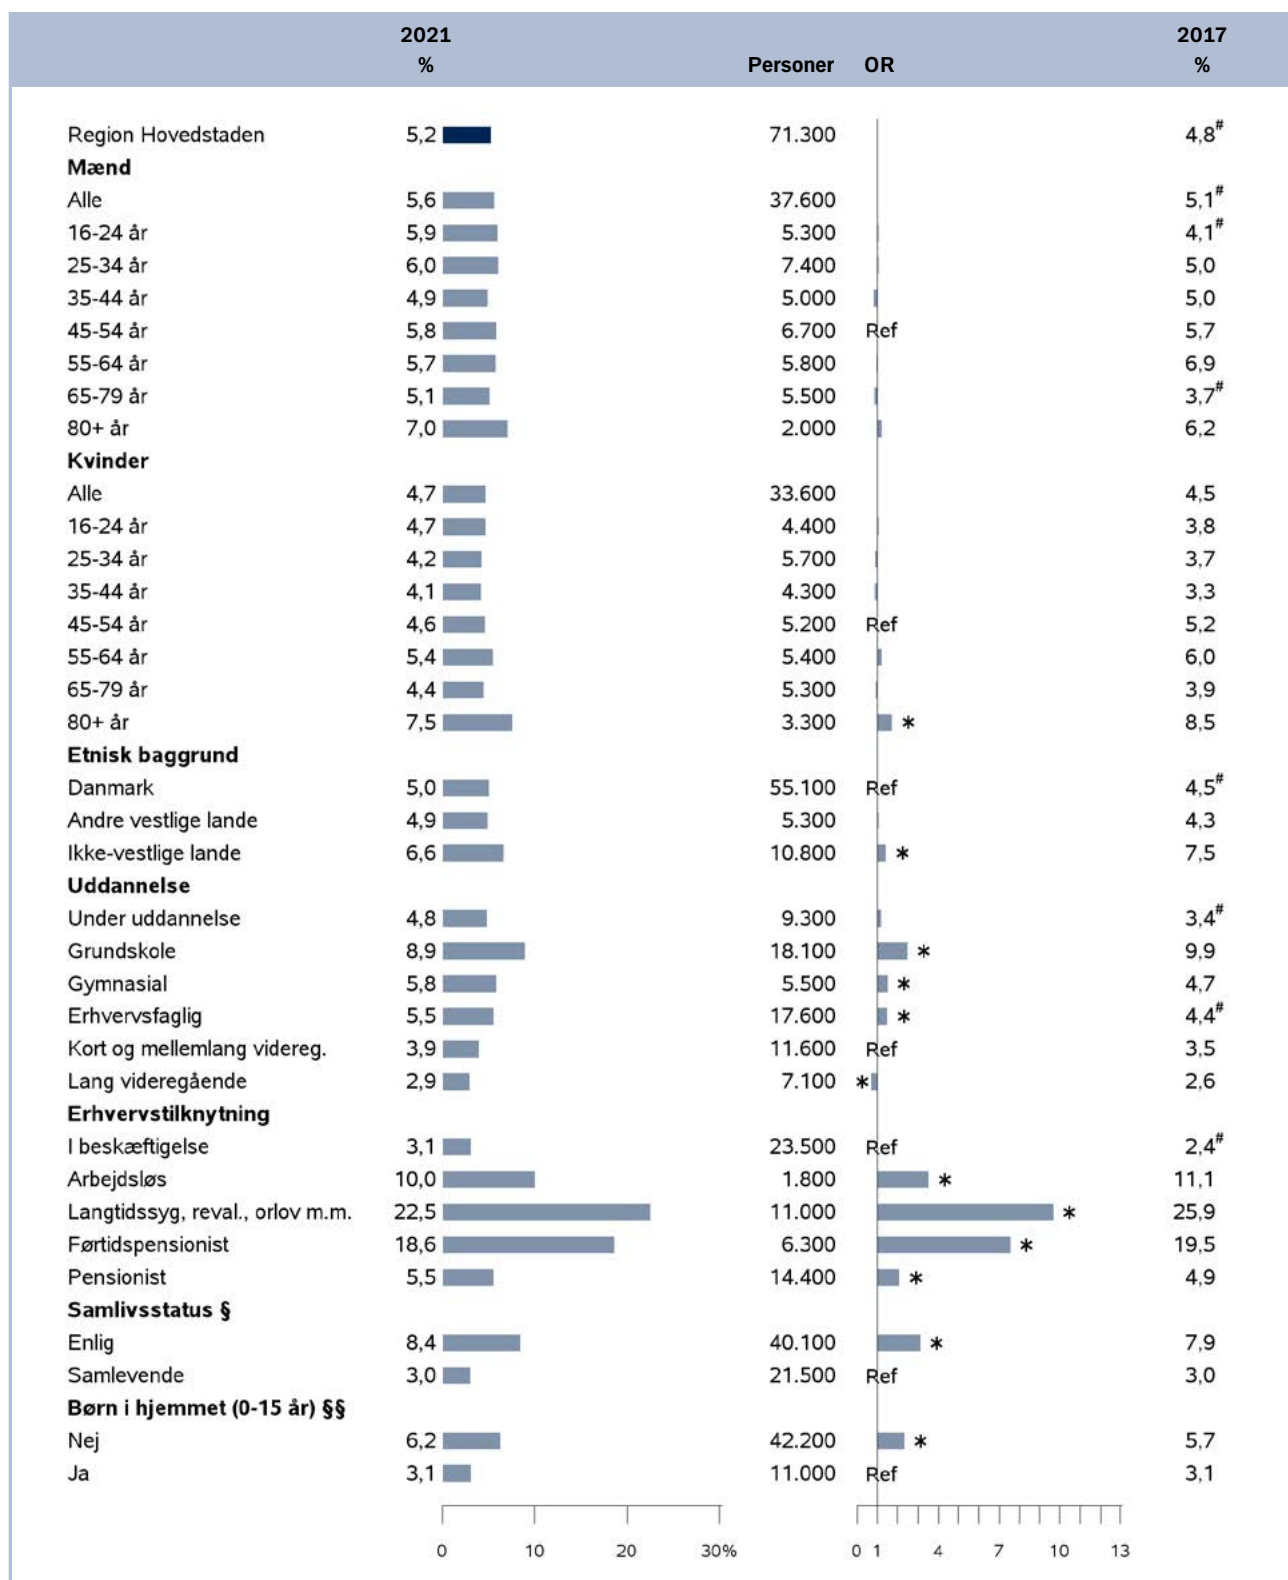 2021 2017
% Personer OR %
Region Hovedstaden 5,2 71.300 4,8#
Mænd
Alle 5,6 37.600 5,1#
16-24 år 5,9 5.300 4,1#
25-34 år 6,0 7.400 5,0
35-44 år 4,9 5.000 5,0
45-54 år 5,8 6.700 Ref 5,7
55-64 år 5,7 5.800 6,9
65-79 år 5,1 5.500 3,7#
80+ år 7,0 2.000 6,2
Kvinder
Alle 4,7 33.600 4,5
16-24 år 4,7 4.400 3,8
25-34 år 4,2 5.700 3,7
35-44 år 4,1 4.300 3,3
45-54 år 4,6 5.200 Ref 5,2
55-64 år 5,4 5.400 6,0
65-79 år 4,4 5.300 3,9
80+ år 7,5 3.300 * 8,5
Etnisk baggrund
Danmark 5,0 55.100 Ref 4,5#
Andre vestlige lande 4,9 5.300 4,3
Ikke-vestlige lande 6,6 10.800 * 7,5
Uddannelse
Under uddannelse 4,8 9.300 3,4#
Grundskole 8,9 18.100 * 9,9
Gymnasial 5,8 5.500 * 4,7
Erhvervsfaglig 5,5 17.600 * 4,4#
Kort og mellemlang videreg. 3,9 11.600 Ref 3,5
Lang videregående 2,9 7.100 * 2,6
Erhvervstilknytning
I beskæftigelse 3,1 23.500 Ref 2,4#
Arbejdsløs 10,0 1.800 * 11,1
Langtidssyg, reval., orlov m.m. 22,5 11.000 * 25,9
Førtidspensionist 18,6 6.300 * 19,5
Pensionist 5,5 14.400 * 4,9
Samlivsstatus §
Enlig 8,4 40.100 * 7,9
Samlevende 3,0 21.500 Ref 3,0
Børn i hjemmet (0-15 år) §§
Nej 6,2 42.200 * 5,7
Ja 3,1 11.000 Ref 3,1
0 10 20 30% 0 1 4 7 10 13